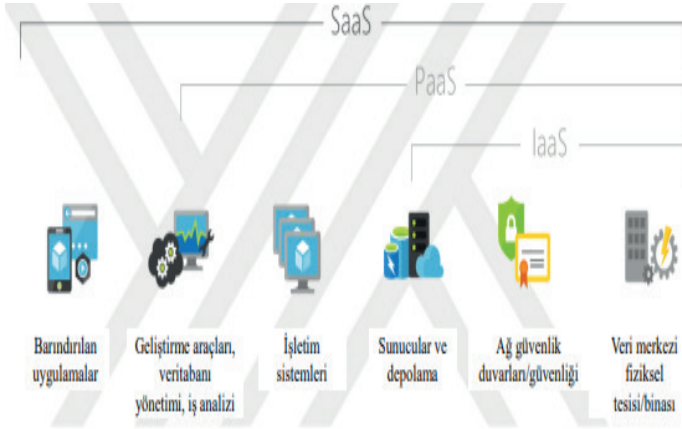 SaaS
PaaS
IaaS
Barındırılan
uygulamalar
Geliştirme araçları,
veritabanı
yönetimi, iş analizi
İşletim
sistemleri
Sunucular ve
depolama
Ağ güvenlik
duvarları/güvenliği
Veri merkezi
fiziksel
tesisi/binası